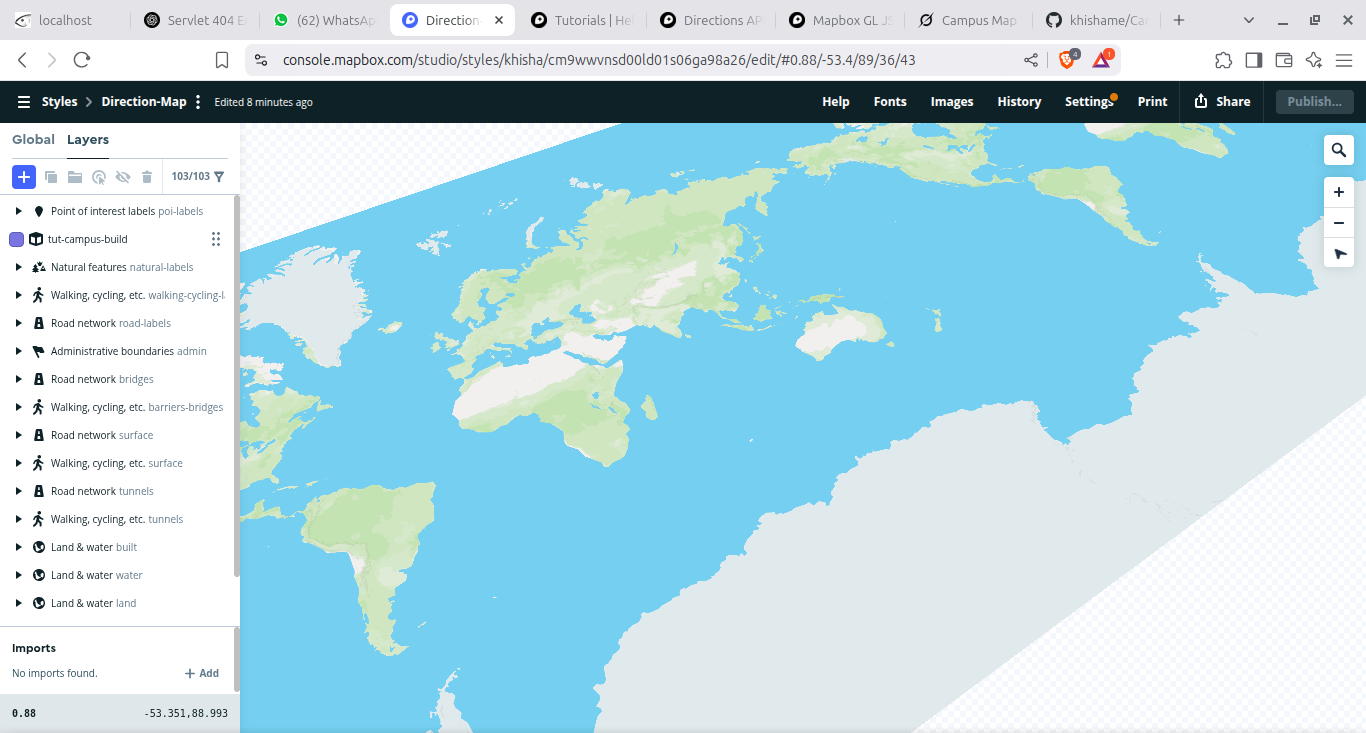 localhost
Servlet 404 E
(62) WhatsAp
Direction-
Tutorials | Hel
Directions AP
Mapbox GL JS
Campus Map
khishame/Ca
console.mapbox.com/studio/styles/khisha/cm9wwvnsd00ld01s06ga98a26/edit/#0.88/-53.4/89/36/43
4
1
Styles > Direction-Map Edited 8 minutes ago
Help Fonts Images History Settings Print Share Publish...
Global Layers
103/103
Point of interest labels poi-labels
tut-campus-build
Natural features natural-labels
Walking, cycling, etc. walking-cycling-l
Road network road-labels
Administrative boundaries admin
Road network bridges
Walking, cycling, etc. barriers-bridges
Road network surface
Walking, cycling, etc. surface
Road network tunnels
Walking, cycling, etc. tunnels
Land & water built
Land & water water
Land & water land
Imports
No imports found. + Add
0.88 -53.351,88.993